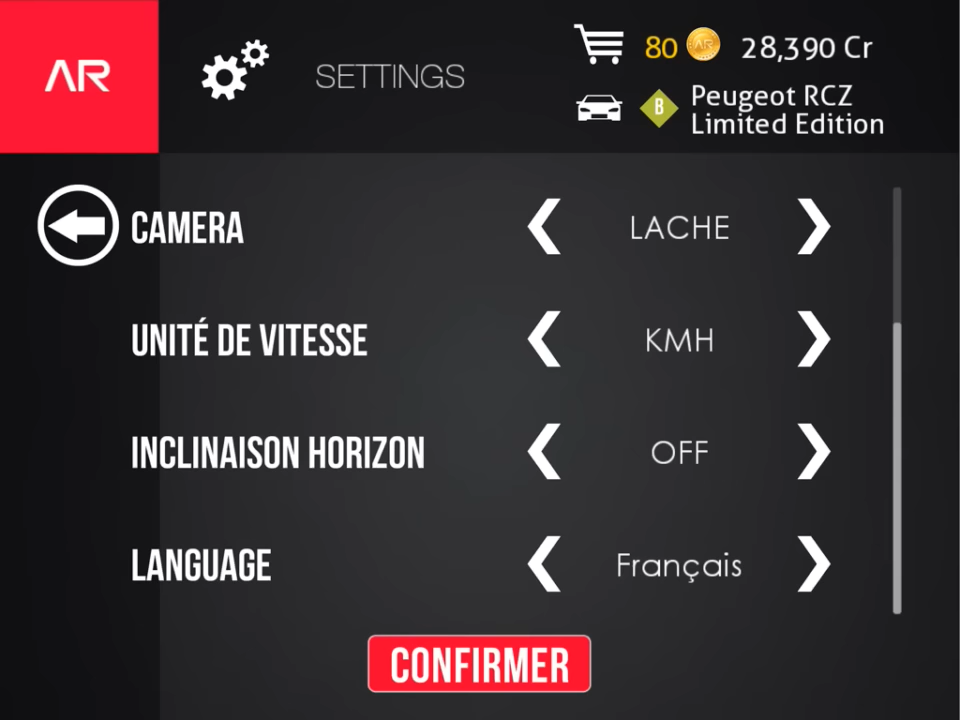 AR
SETTINGS
80 AR 28,390 Cr
B Peugeot RCZ
Limited Edition
CAMERA LACHE
UNITÉ DE VITESSE KMH
INCLINAISON HORIZON OFF
LANGUAGE Français
CONFIRMER